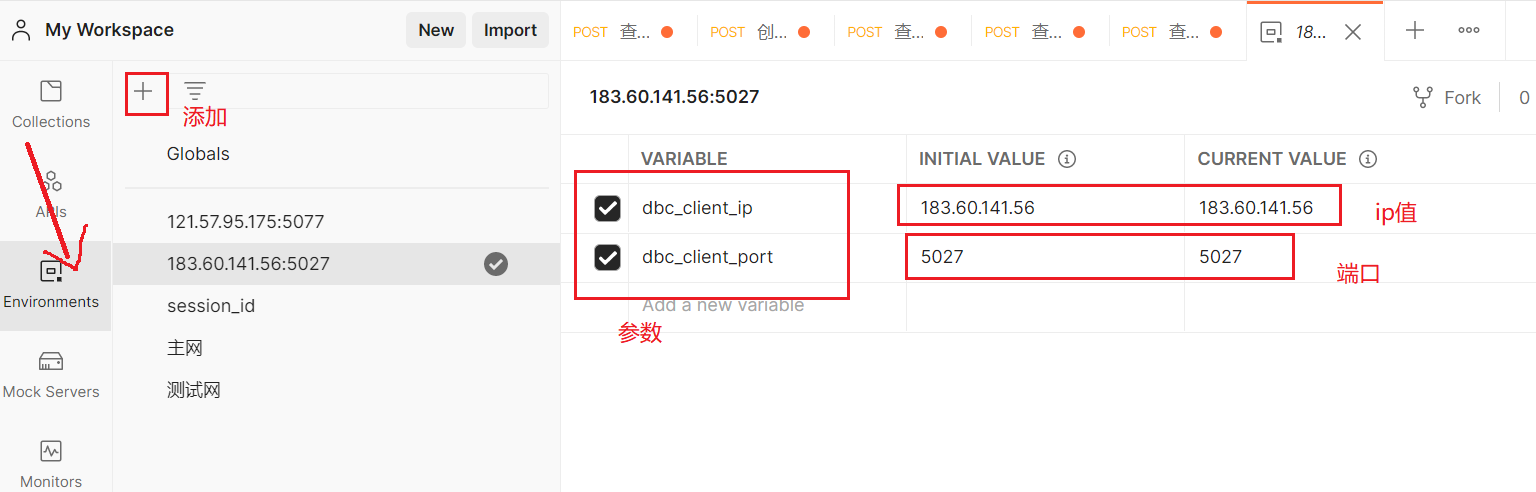 My Workspace
New
Import
POST 查...
POST 创...
POST 查...
POST 查...
POST 查...
18...
Collections
APIs
Environments
Mock Servers
Monitors
添加
Globals
121.57.95.175:5077
183.60.141.56:5027
session_id
主网
测试网
183.60.141.56:5027
Fork
0
VARIABLE
INITIAL VALUE
CURRENT VALUE
dbc_client_ip
183.60.141.56
183.60.141.56
ip值
dbc_client_port
5027
5027
端口
Add a new variable
参数